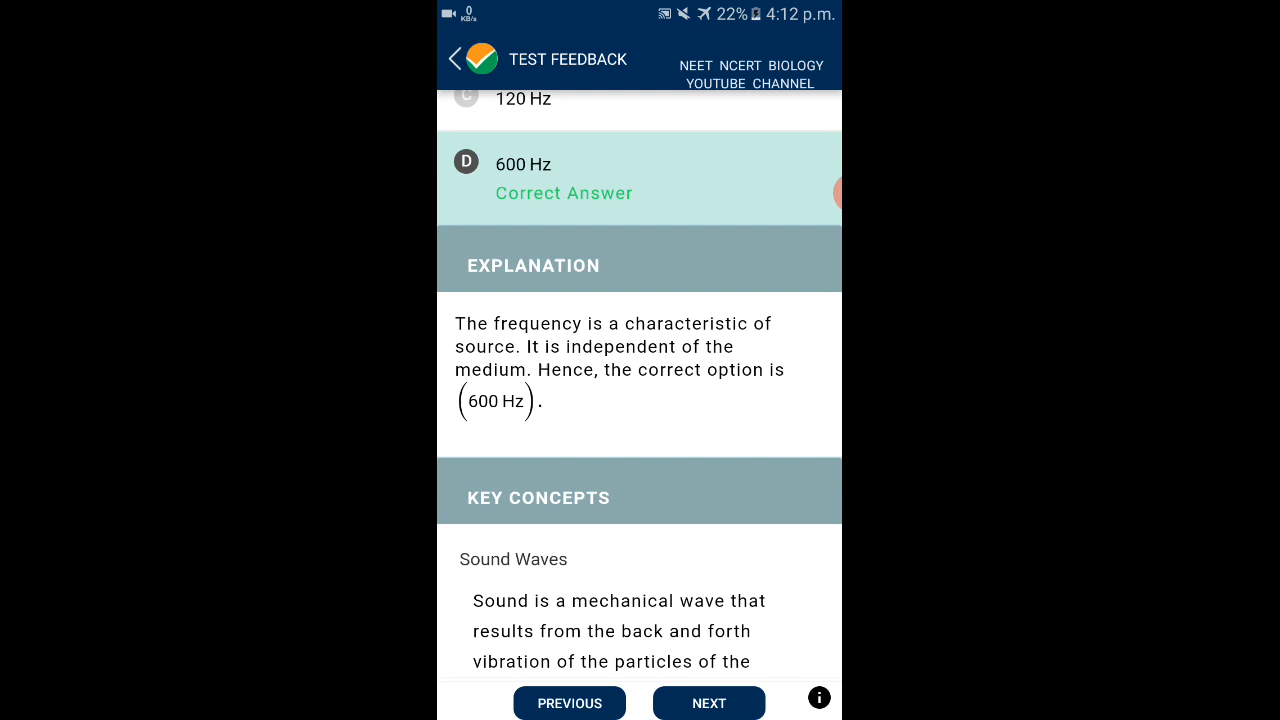 0
KB/s
22% 4:12 p.m.
TEST FEEDBACK
NEET NCERT BIOLOGY
YOUTUBE CHANNEL
C 120 Hz
D 600 Hz
Correct Answer
EXPLANATION
The frequency is a characteristic of
source. It is independent of the
medium. Hence, the correct option is
(600 Hz).
KEY CONCEPTS
Sound Waves
Sound is a mechanical wave that
results from the back and forth
vibration of the particles of the
PREVIOUS NEXT i